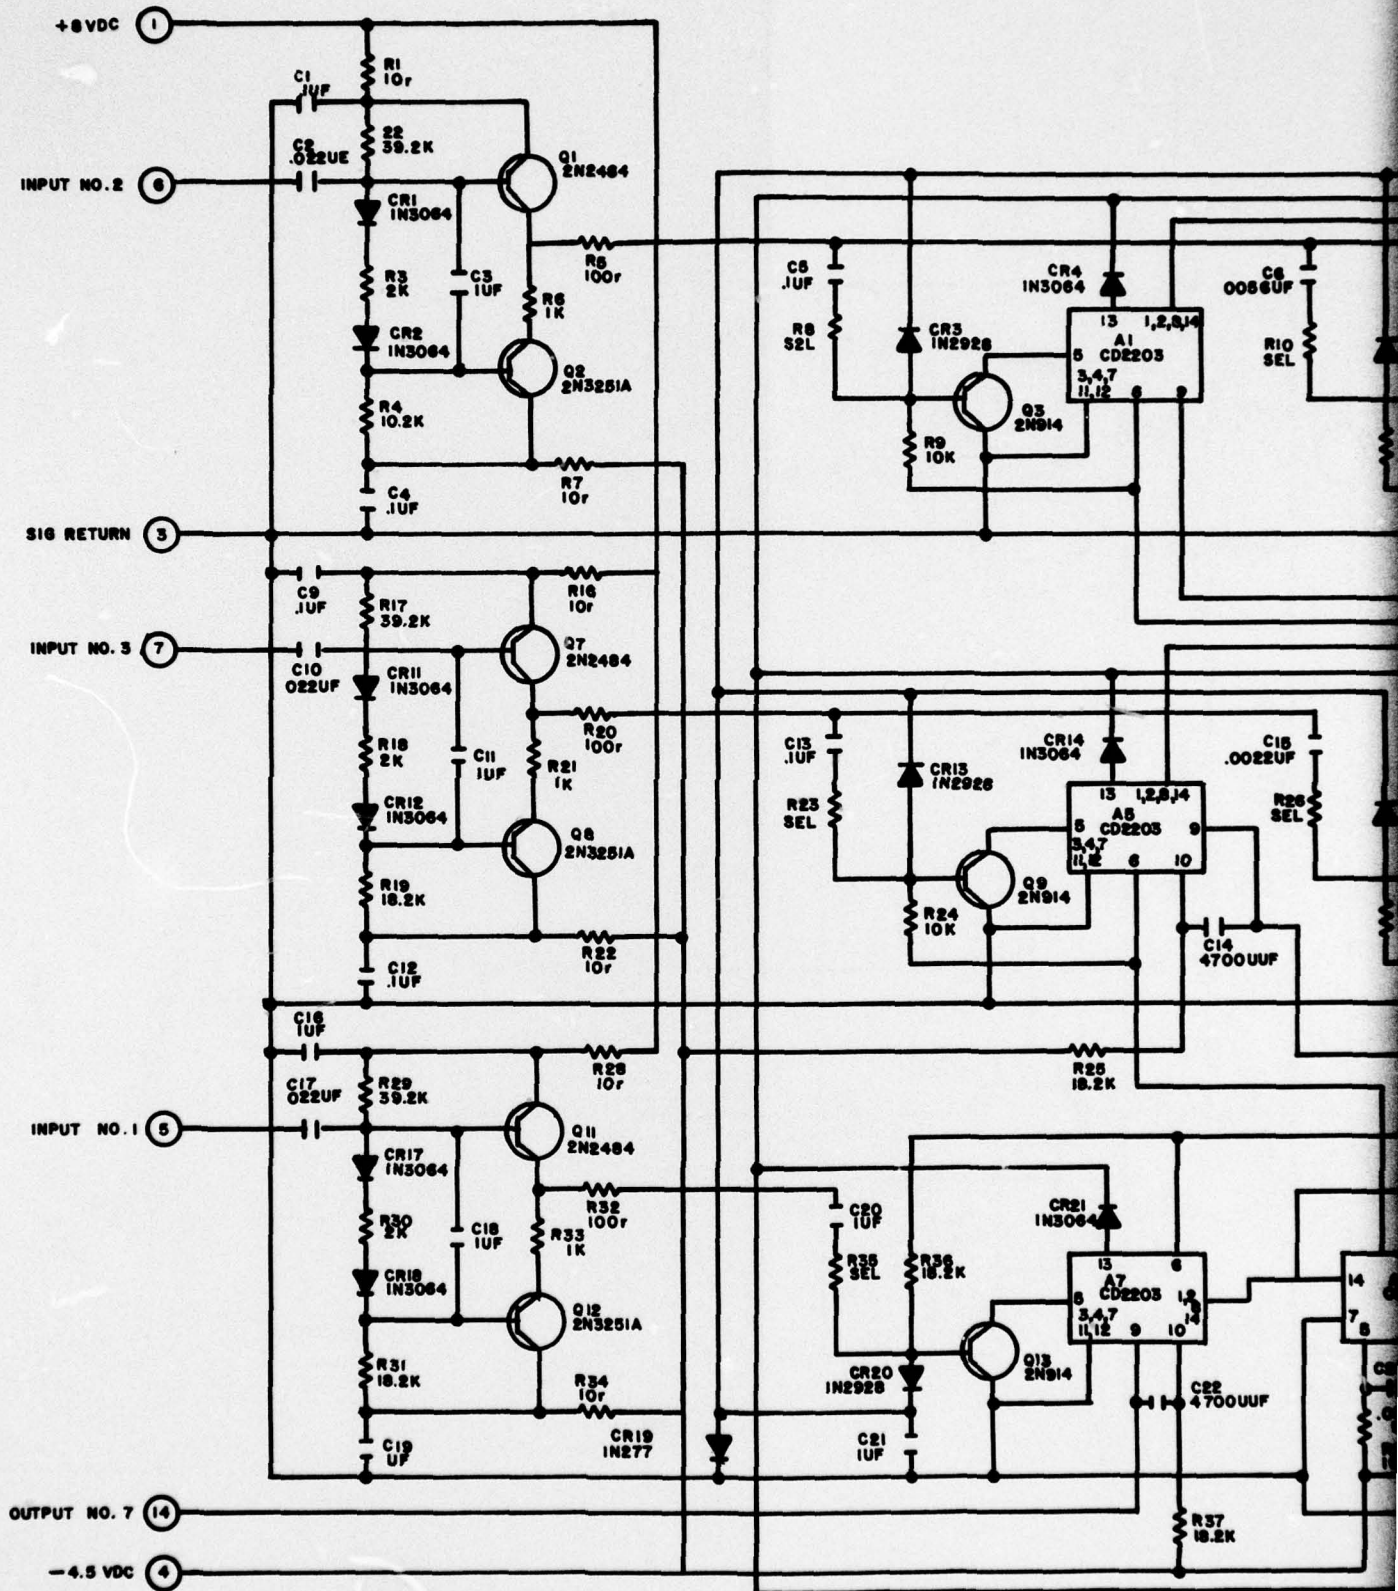 +8VDC 1
R1
10r
C1
.1UF
22
39.2K
C2
.022UE
INPUT NO.2 6
Q1
2N2484
CR1
1N3064
R3
2K
C3
.1UF
R5
100r
R6
1K
CR2
1N3064
Q2
2N3251A
R4
10.2K
R7
10r
C4
.1UF
SIG RETURN 3
C5
.1UF
R8
S2L
CR3
1N2926
CR4
1N3064
13 1,2,8,14
A1
CD2203
5
3,4,7
11,12 6 9
Q3
2N914
R9
10K
C6
0056UF
R10
SEL
C9
.1UF
R16
10r
R17
39.2K
INPUT NO. 3 7
C10
022UF
Q7
2N2484
CR11
1N3064
R18
2K
C11
1UF
R20
100r
R21
1K
CR12
1N3064
Q8
2N3251A
R19
18.2K
R22
10r
C12
.1UF
C13
.1UF
R23
SEL
CR13
1N2926
CR14
1N3064
13 1,2,8,14
A5
CD2203
5 9
3,4,7
11,12 6 10
Q9
2N914
R24
10K
C14
4700UUF
C15
.0022UF
R26
SEL
R25
18.2K
C16
1UF
R28
10r
C17
022UF
R29
39.2K
INPUT NO. 1 5
Q11
2N2484
CR17
1N3064
R30
2K
C18
1UF
R32
100r
R33
1K
CR18
1N3064
Q12
2N3251A
R31
18.2K
R34
10r
C19
UF
CR19
1N277
C20
1UF
R35
SEL
R36
18.2K
CR21
1N3064
13 6
A7
CD2203
5 1,2
8
14
3,4,7
11,12 9 10
Q13
2N914
CR20
1N2928
C21
1UF
C22
4700UUF
14
7
R37
18.2K
OUTPUT NO. 7 14
-4.5 VDC 4